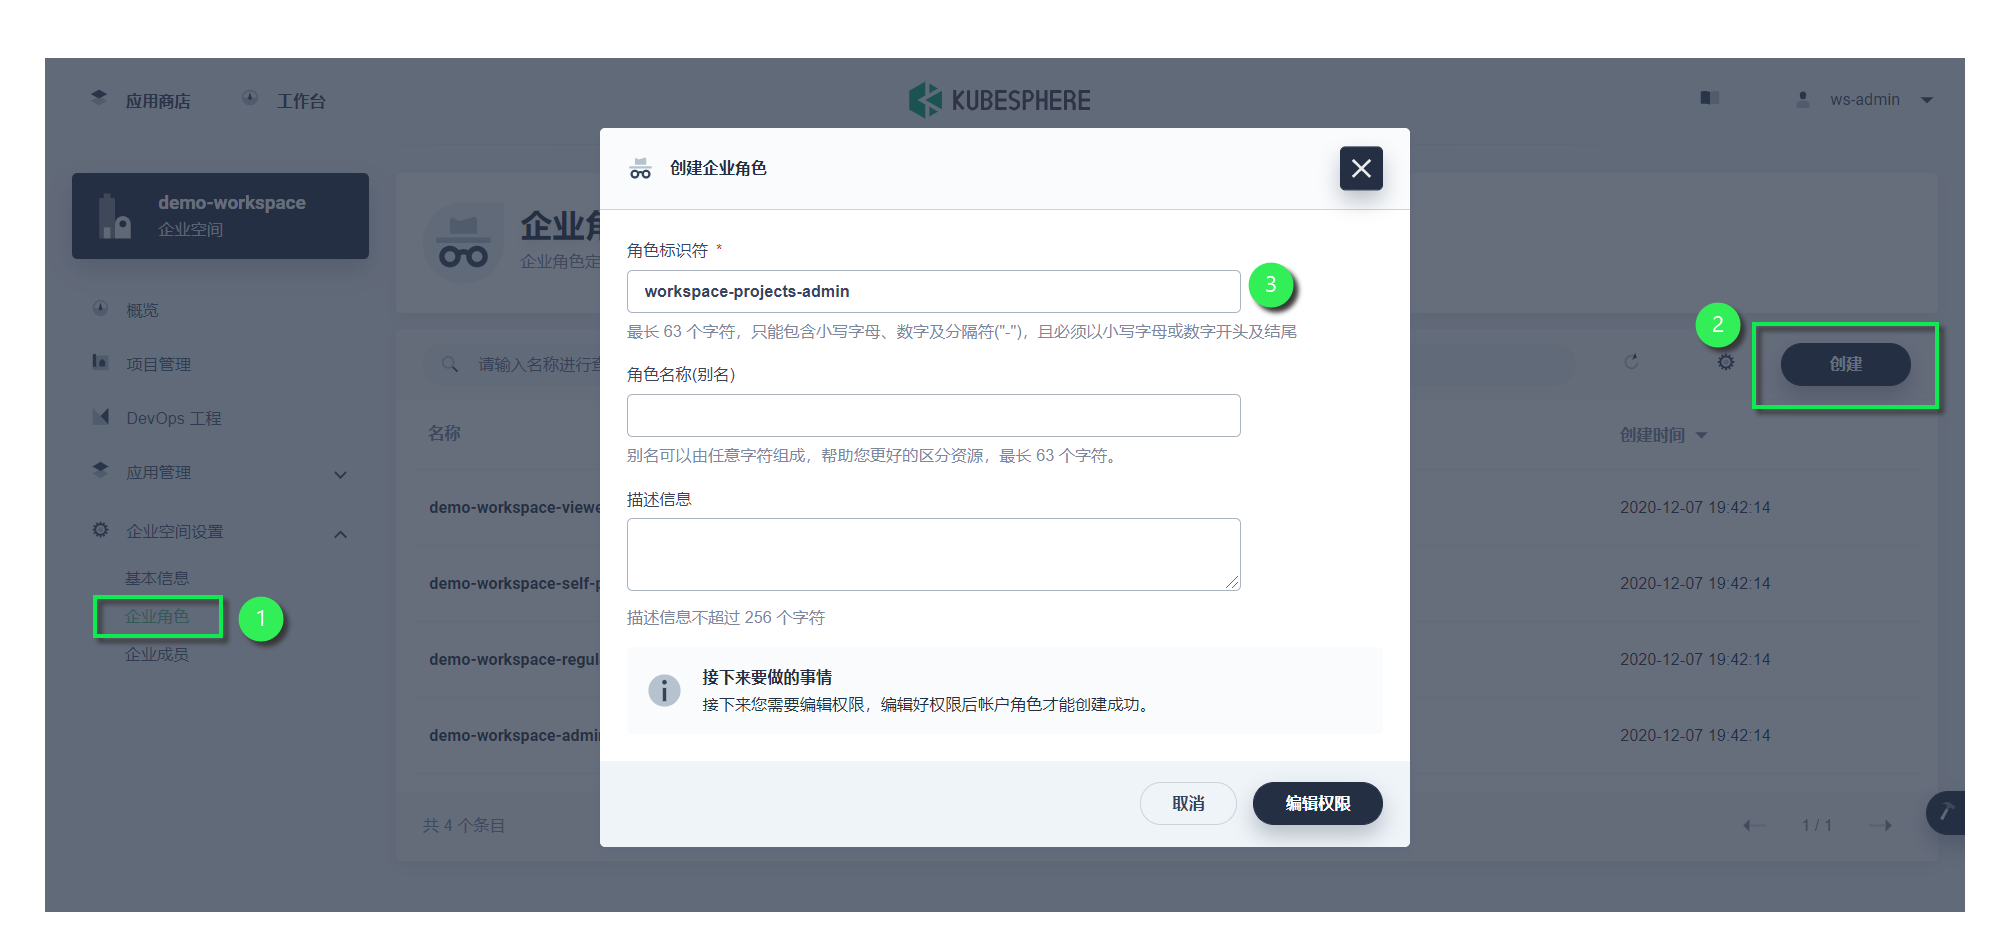 应用商店
工作台
KUBESPHERE
ws-admin
demo-workspace
企业空间
概览
项目管理
DevOps 工程
应用管理
企业空间设置
基本信息
企业角色
1
企业成员
企业
企业角色定
请输入名称进行
2
创建
名称
创建时间
demo-workspace-viewe
2020-12-07 19:42:14
demo-workspace-self-p
2020-12-07 19:42:14
demo-workspace-regul
2020-12-07 19:42:14
demo-workspace-admi
2020-12-07 19:42:14
共 4 个条目
1 / 1
创建企业角色
角色标识符 *
workspace-projects-admin
3
最长 63 个字符，只能包含小写字母、数字及分隔符("-")，且必须以小写字母或数字开头及结尾
角色名称(别名)
别名可以由任意字符组成，帮助您更好的区分资源，最长 63 个字符。
描述信息
描述信息不超过 256 个字符
接下来要做的事情
接下来您需要编辑权限，编辑好权限后帐户角色才能创建成功。
取消
编辑权限